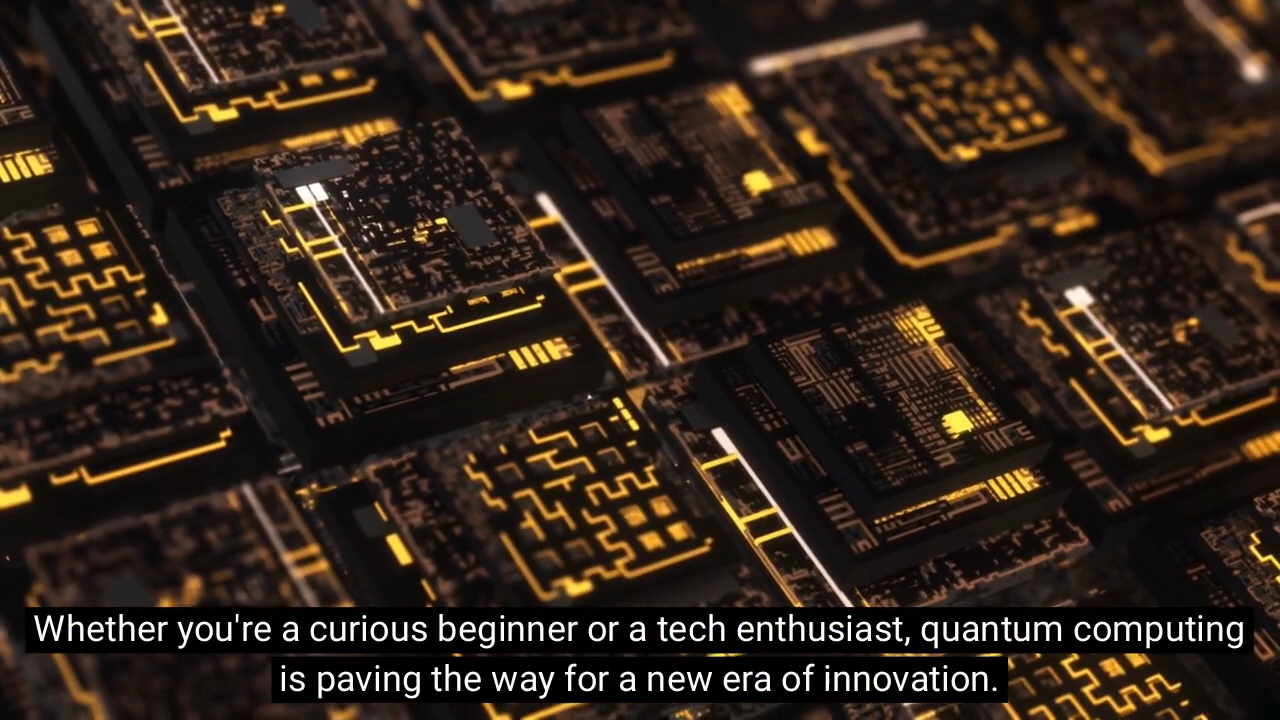 Whether you're a curious beginner or a tech enthusiast, quantum computing
is paving the way for a new era of innovation.